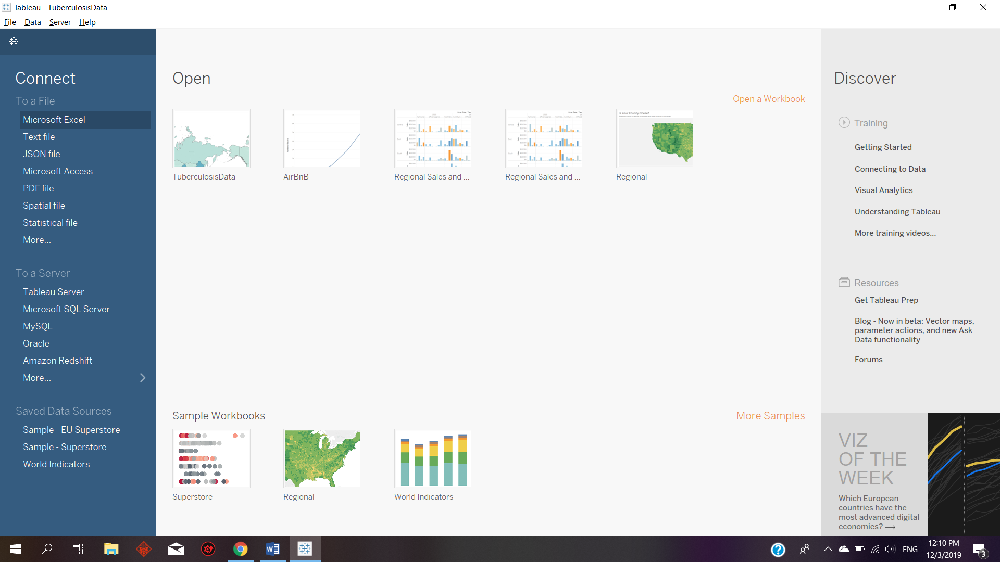 Tableau - TuberculosisData
File Data Server Help
Connect
To a File
Microsoft Excel
Text file
JSON file
Microsoft Access
PDF file
Spatial file
Statistical file
More...
To a Server
Tableau Server
Microsoft SQL Server
MySQL
Oracle
Amazon Redshift
More...
Saved Data Sources
Sample - EU Superstore
Sample - Superstore
World Indicators
Open
Open a Workbook
Is Your County Obese?
TuberculosisData
AirBnB
Regional Sales and ...
Regional Sales and ...
Regional
Sample Workbooks
More Samples
Superstore
Regional
World Indicators
Discover
Training
Getting Started
Connecting to Data
Visual Analytics
Understanding Tableau
More training videos...
Resources
Get Tableau Prep
Blog - Now in beta: Vector maps,
parameter actions, and new Ask
Data functionality
Forums
VIZ
OF THE
WEEK
Which European
countries have the
most advanced digital
economies? →
ENG
12:10 PM
12/3/2019
3